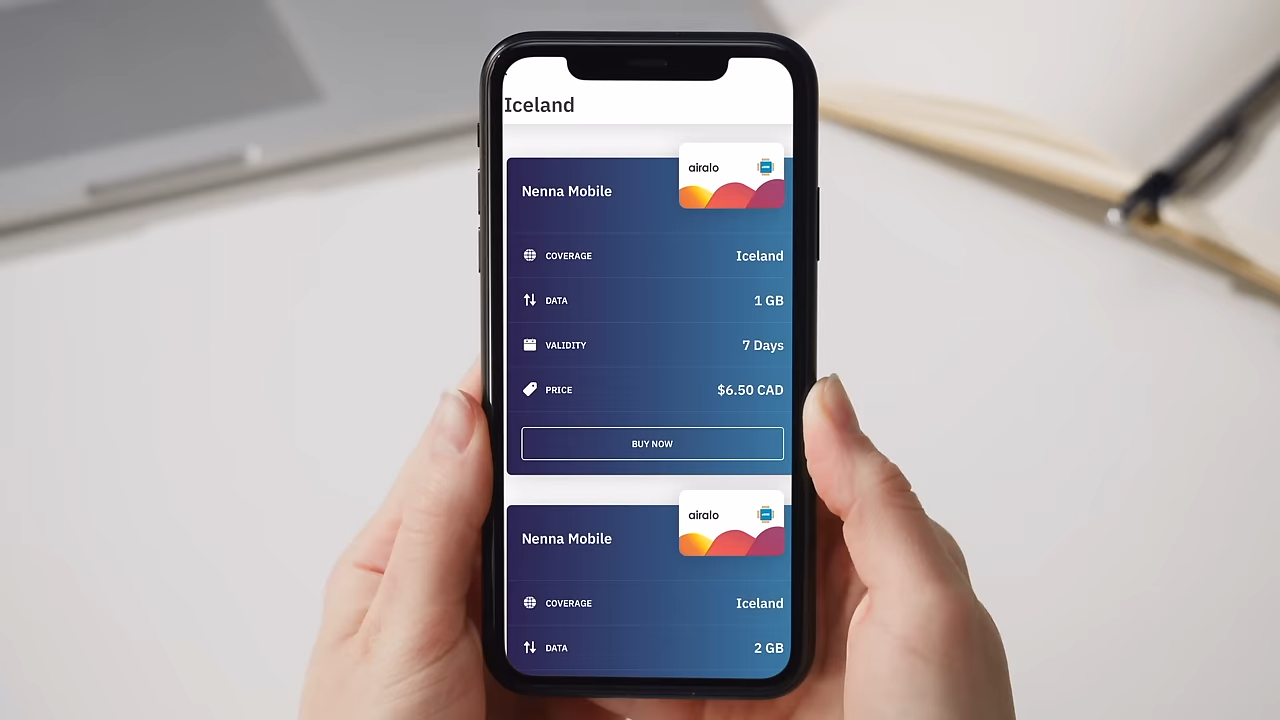 Iceland
airalo
Nenna Mobile
COVERAGE Iceland
DATA 1 GB
VALIDITY 7 Days
PRICE $6.50 CAD
BUY NOW
airalo
Nenna Mobile
COVERAGE Iceland
DATA 2 GB